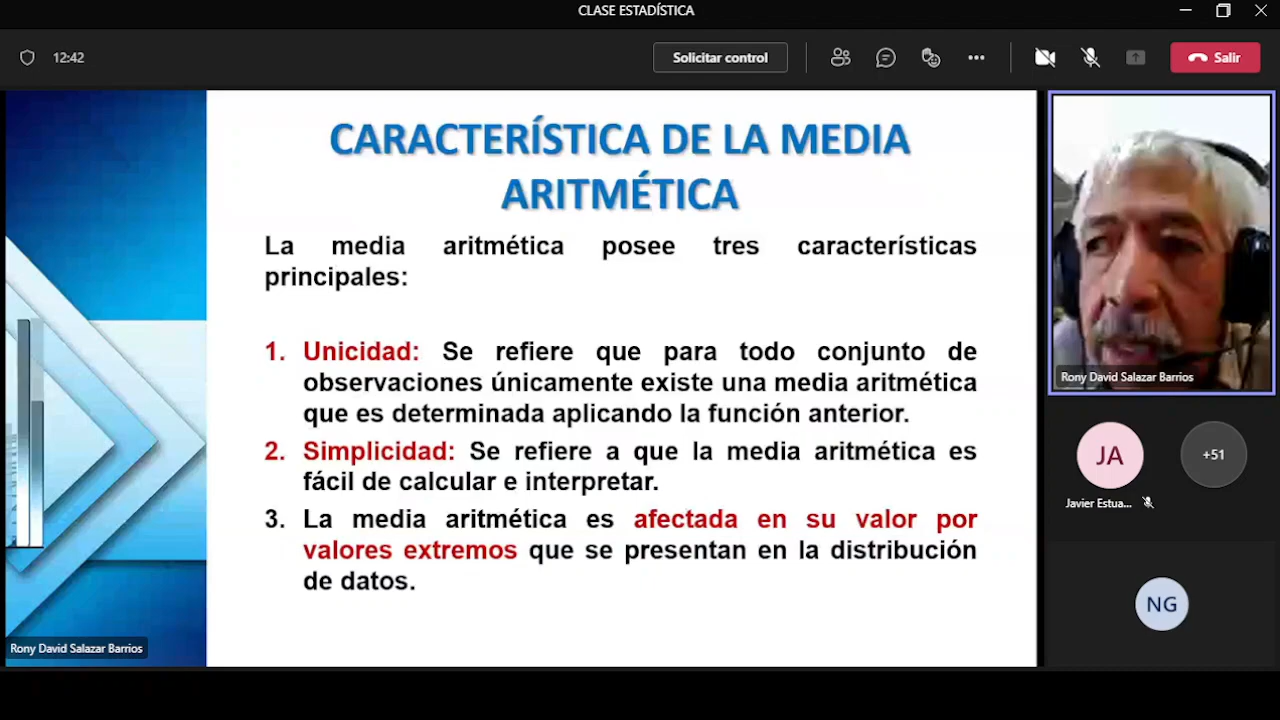 CLASE ESTADÍSTICA
12:42
Solicitar control
Salir
CARACTERÍSTICA DE LA MEDIA
ARITMÉTICA
La media aritmética posee tres características
principales:
1. Unicidad: Se refiere que para todo conjunto de
observaciones únicamente existe una media aritmética
que es determinada aplicando la función anterior.
2. Simplicidad: Se refiere a que la media aritmética es
fácil de calcular e interpretar.
3. La media aritmética es afectada en su valor por
valores extremos que se presentan en la distribución
de datos.
Rony David Salazar Barrios
Rony David Salazar Barrios
JA
+51
Javier Estua...
NG